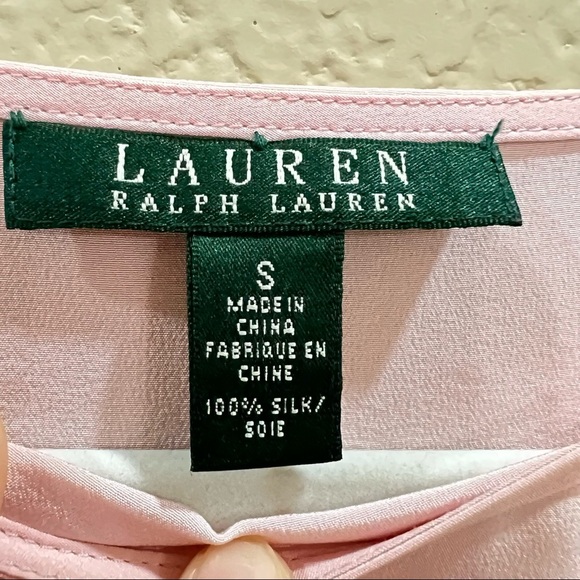 LAUREN
RALPH LAUREN
S
MADE IN
CHINA
FABRIQUE EN
CHINE
100% SILK/
SOIE